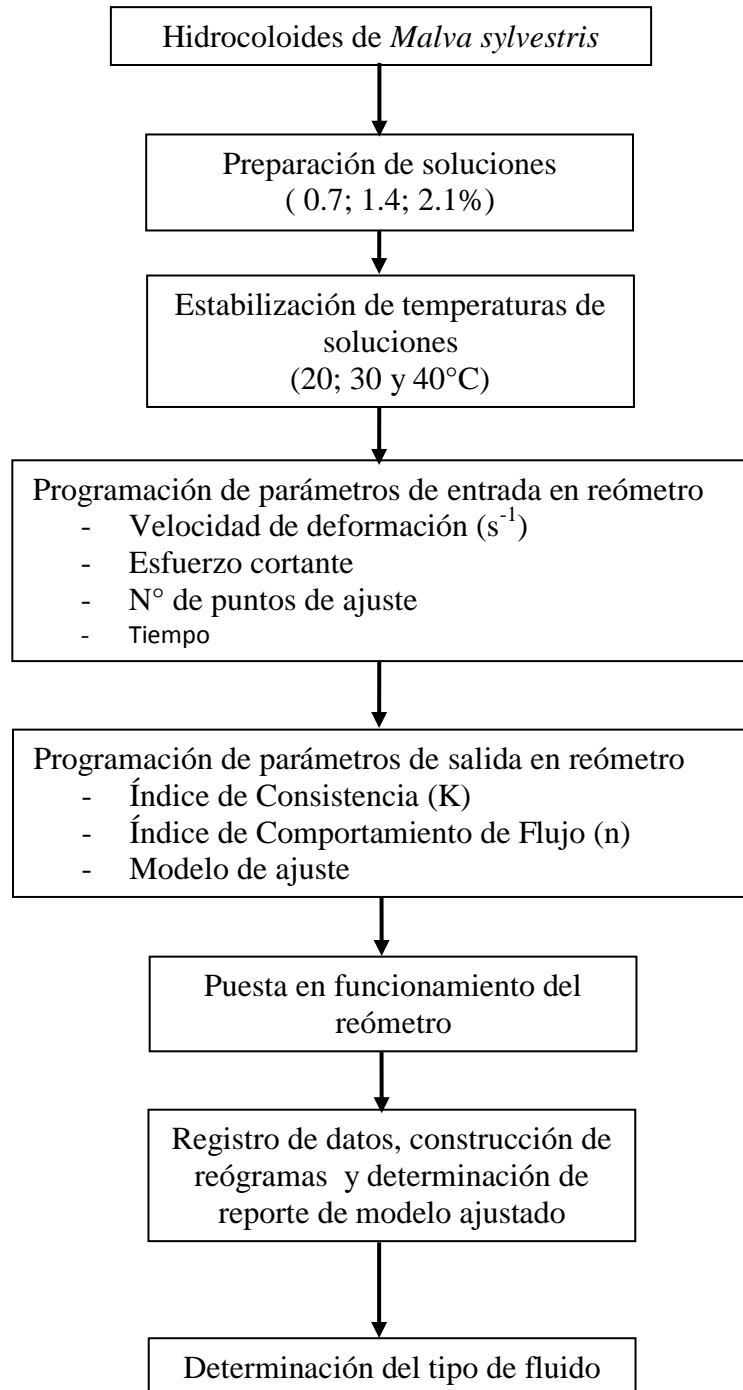 Hidrocoloides de Malva sylvestris
Preparación de soluciones
( 0.7; 1.4; 2.1%)
Estabilización de temperaturas de
soluciones
(20; 30 y 40°C)
Programación de parámetros de entrada en reómetro
- Velocidad de deformación (s⁻¹)
- Esfuerzo cortante
- N° de puntos de ajuste
- Tiempo
Programación de parámetros de salida en reómetro
- Índice de Consistencia (K)
- Índice de Comportamiento de Flujo (n)
- Modelo de ajuste
Puesta en funcionamiento del
reómetro
Registro de datos, construcción de
reógramas y determinación de
reporte de modelo ajustado
Determinación del tipo de fluido